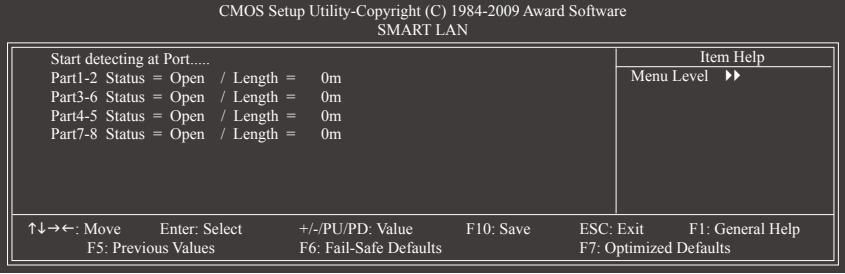 CMOS Setup Utility-Copyright (C) 1984-2009 Award Software
SMART LAN
Start detecting at Port.....
Part1-2 Status = Open / Length = 0m
Part3-6 Status = Open / Length = 0m
Part4-5 Status = Open / Length = 0m
Part7-8 Status = Open / Length = 0m
Item Help
Menu Level ▶▶
↑↓→←: Move Enter: Select +/-/PU/PD: Value F10: Save ESC: Exit F1: General Help
F5: Previous Values F6: Fail-Safe Defaults F7: Optimized Defaults